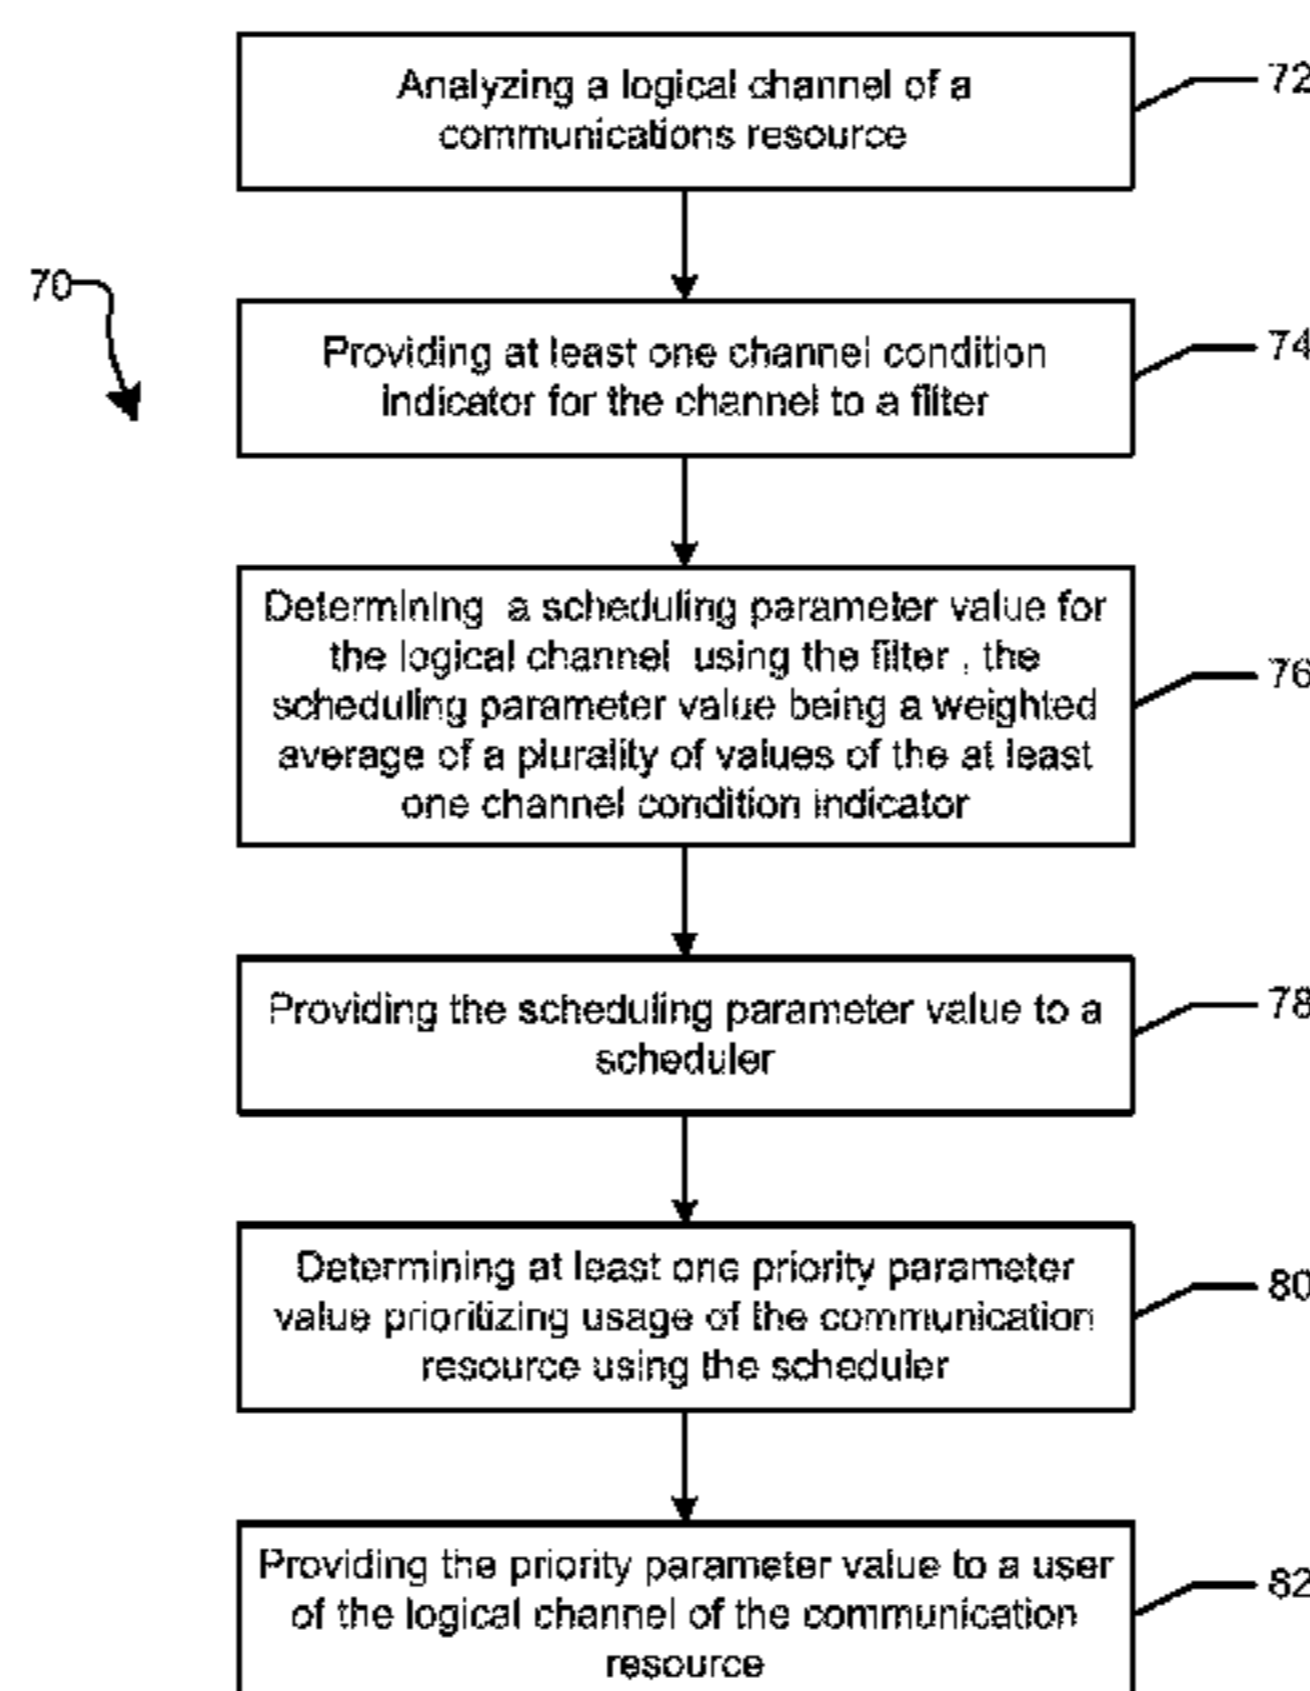 Analyzing a logical channel of a
communications resource
72
70
Providing at least one channel condition
indicator for the channel to a filter
74
Determining a scheduling parameter value for
the logical channel using the filter , the
scheduling parameter value being a weighted
average of a plurality of values of the at least
one channel condition indicator
76
Providing the scheduling parameter value to a
scheduler
78
Determining at least one priority parameter
value prioritizing usage of the communication
resource using the scheduler
80
Providing the priority parameter value to a user
of the logical channel of the communication
resource
82